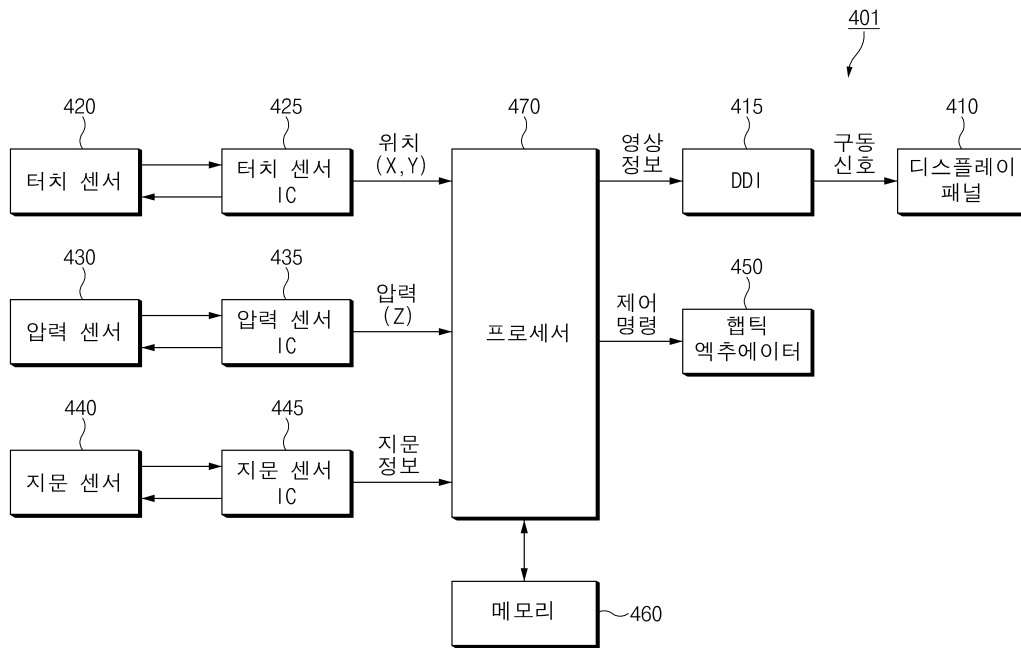 401
420
425
470
415
410
터치 센서
터치 센서
IC
위치
(X,Y)
영상
정보
DDI
구동
신호
디스플레이
패널
430
435
450
압력 센서
압력 센서
IC
압력
(Z)
프로세서
제어
명령
햅틱
엑추에이터
440
445
지문 센서
지문 센서
IC
지문
정보
메모리
460